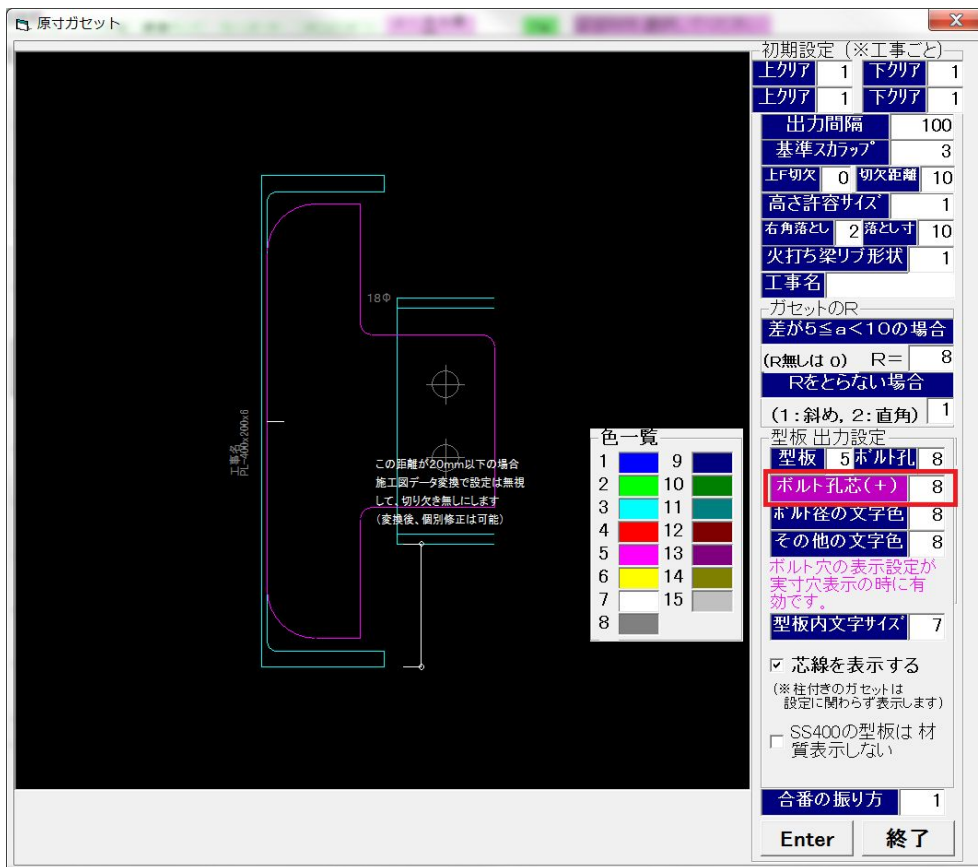 原寸ガセット
初期設定（※工事ごと）
上クリア 1 下クリア 1
上クリア 1 下クリア 1
出力間隔 100
基準スカラップ 3
上F切欠 0 切欠距離 10
高さ許容サイズ 1
右角落とし 2 落とし寸 10
火打ち梁リブ形状 1
工事名
ガセットのR
差が5≦a<10の場合
(R無しは 0) R= 8
Rをとらない場合
(1:斜め, 2:直角) 1
型板 出力設定
型板 5 ボルト孔 8
ボルト孔芯(+) 8
ボルト径の文字色 8
その他の文字色 8
ボルト穴の表示設定が
実寸穴表示の時に有
効です。
型板内文字サイズ 7
芯線を表示する
(※柱付きのガセットは
設定に関わらず表示します)
SS400の型板は 材
質表示しない
合番の振り方 1
Enter 終了
18Φ
工事名
PL-400x200x6
この距離が20mm以下の場合
施工図データ変換で設定は無視
して、切り欠き無しにします
(変換後、個別修正は可能)
色一覧
1 9
2 10
3 11
4 12
5 13
6 14
7 15
8